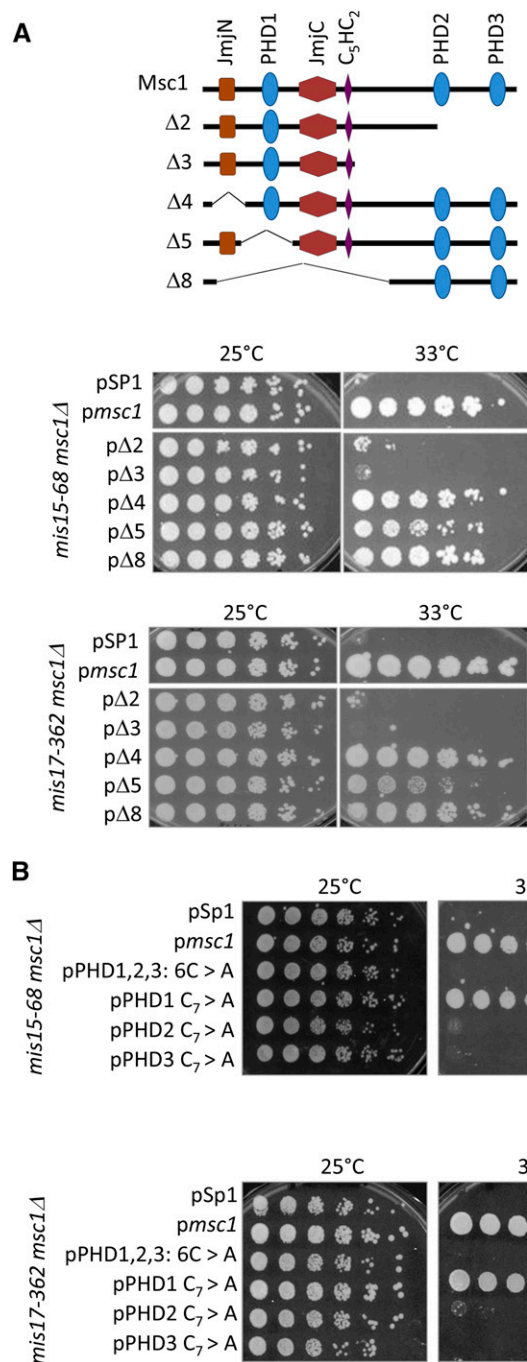 A
JmjN PHD1 JmjC C₅HC₂ PHD2 PHD3
Msc1
Δ2
Δ3
Δ4
Δ5
Δ8
25°C 33°C
mis15-68 msc1Δ
pSP1
pmsc1
pΔ2
pΔ3
pΔ4
pΔ5
pΔ8
25°C 33°C
mis17-362 msc1Δ
pSP1
pmsc1
pΔ2
pΔ3
pΔ4
pΔ5
pΔ8
B
25°C 3
mis15-68 msc1Δ
pSp1
pmsc1
pPHD1,2,3: 6C > A
pPHD1 C₇ > A
pPHD2 C₇ > A
pPHD3 C₇ > A
25°C 3
mis17-362 msc1Δ
pSp1
pmsc1
pPHD1,2,3: 6C > A
pPHD1 C₇ > A
pPHD2 C₇ > A
pPHD3 C₇ > A